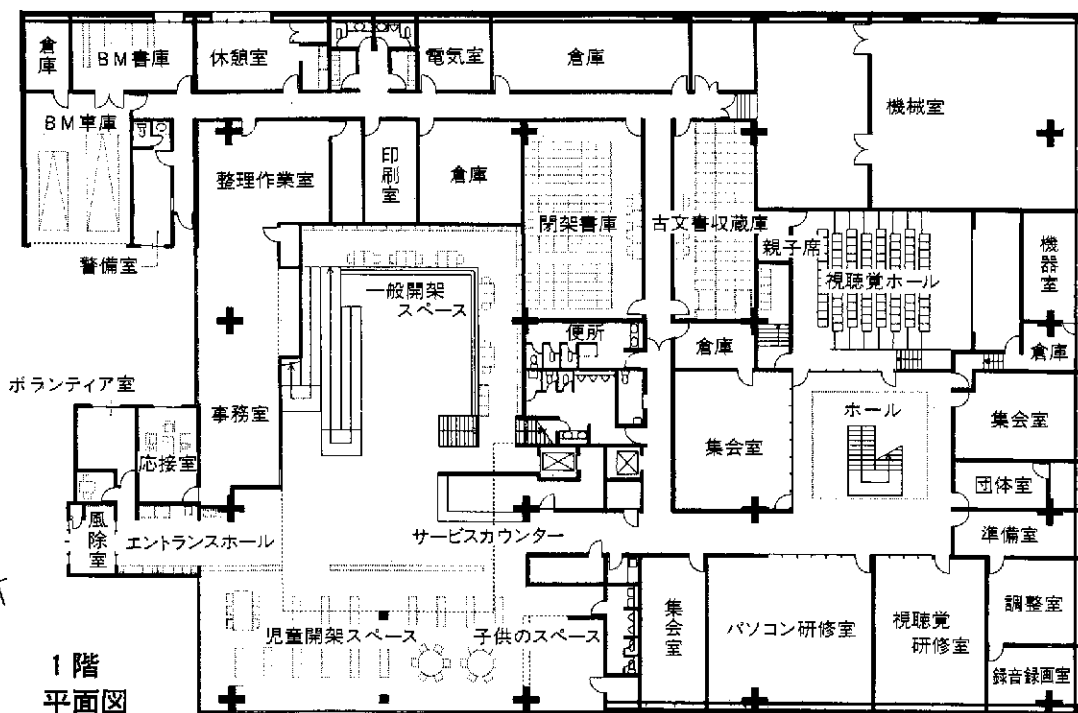 倉庫
BM書庫
休憩室
電気室
倉庫
機械室
BM車庫
整理作業室
印刷室
倉庫
閉架書庫
古文書収蔵庫
親子席
視聴覚ホール
機器室
警備室
一般開架
スペース
便所
倉庫
倉庫
ボランティア室
事務室
応接室
集会室
ホール
集会室
団体室
風除室
エントランスホール
サービスカウンター
準備室
児童開架スペース
子供のスペース
集会室
パソコン研修室
視聴覚
研修室
調整室
録音録画室
1階
平面図